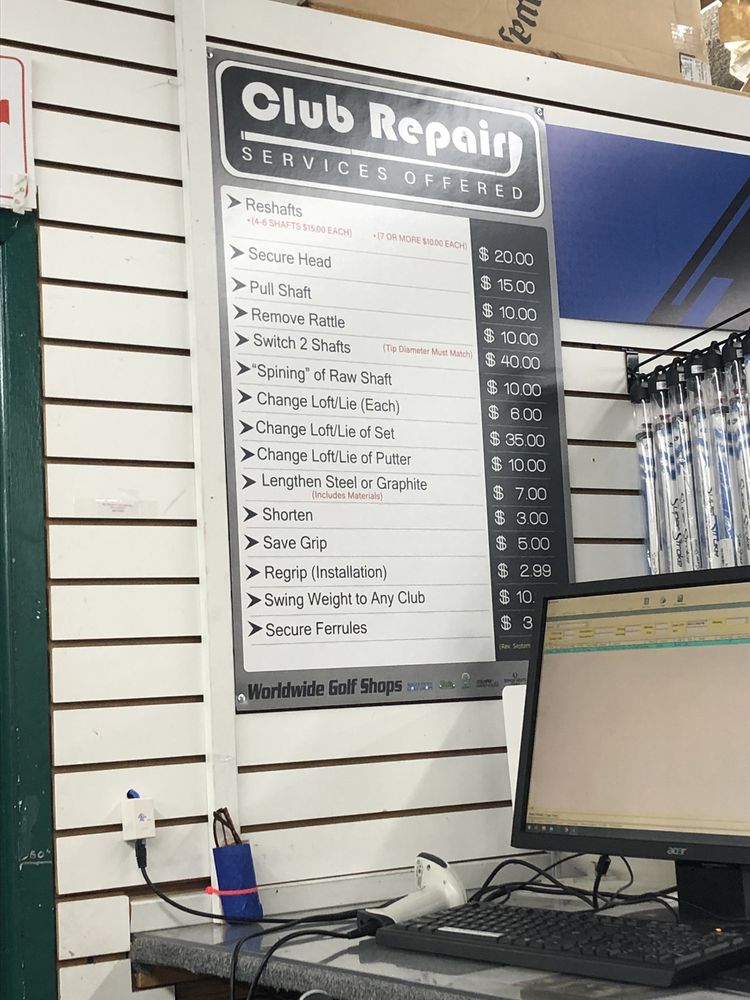 Club Repair
SERVICES OFFERED
Reshafts $ 20.00
•(4-6 SHAFTS $15.00 EACH) •(7 OR MORE $10.00 EACH)
Secure Head $ 15.00
Pull Shaft $ 10.00
Remove Rattle $ 10.00
Switch 2 Shafts (Tip Diameter Must Match) $ 40.00
"Spining" of Raw Shaft $ 10.00
Change Loft/Lie (Each) $ 6.00
Change Loft/Lie of Set $ 35.00
Change Loft/Lie of Putter $ 10.00
Lengthen Steel or Graphite $ 7.00
(Includes Materials)
Shorten $ 3.00
Save Grip $ 5.00
Regrip (Installation) $ 2.99
Swing Weight to Any Club $ 10.
Secure Ferrules $ 3
(Rev. Septem
Worldwide Golf Shops
acer